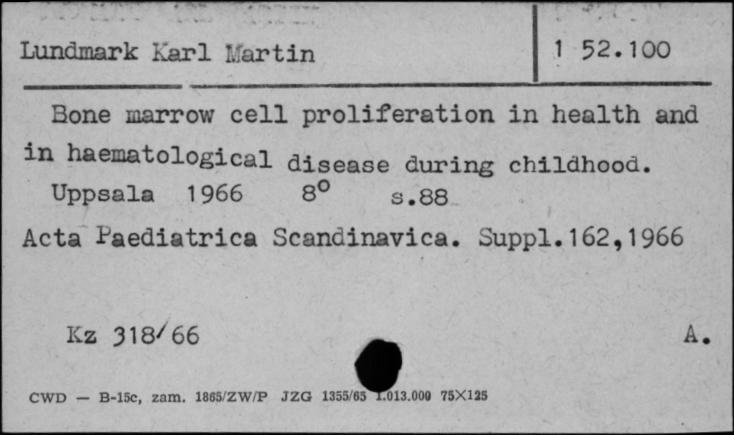 Lundmark Karl Martin 1 52.100
Bone marrow cell proliferation in health and
in haematological disease during childhood.
Uppsala 1966 8° s.88
Acta Paediatrica Scandinavica. Suppl.162,1966
Kz 318/66 A.
CWD — B-15c, zam. 1865/ZW/P JZG 1355/65 1.013.000 75×125